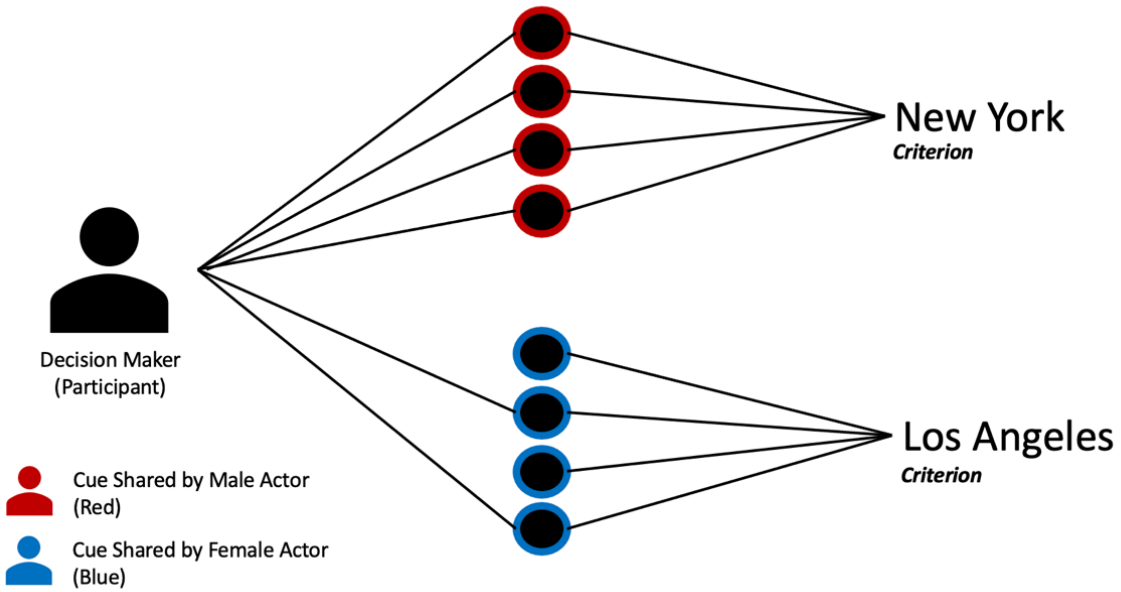 New York
Criterion
Decision Maker
(Participant)
Los Angeles
Criterion
Cue Shared by Male Actor
(Red)
Cue Shared by Female Actor
(Blue)